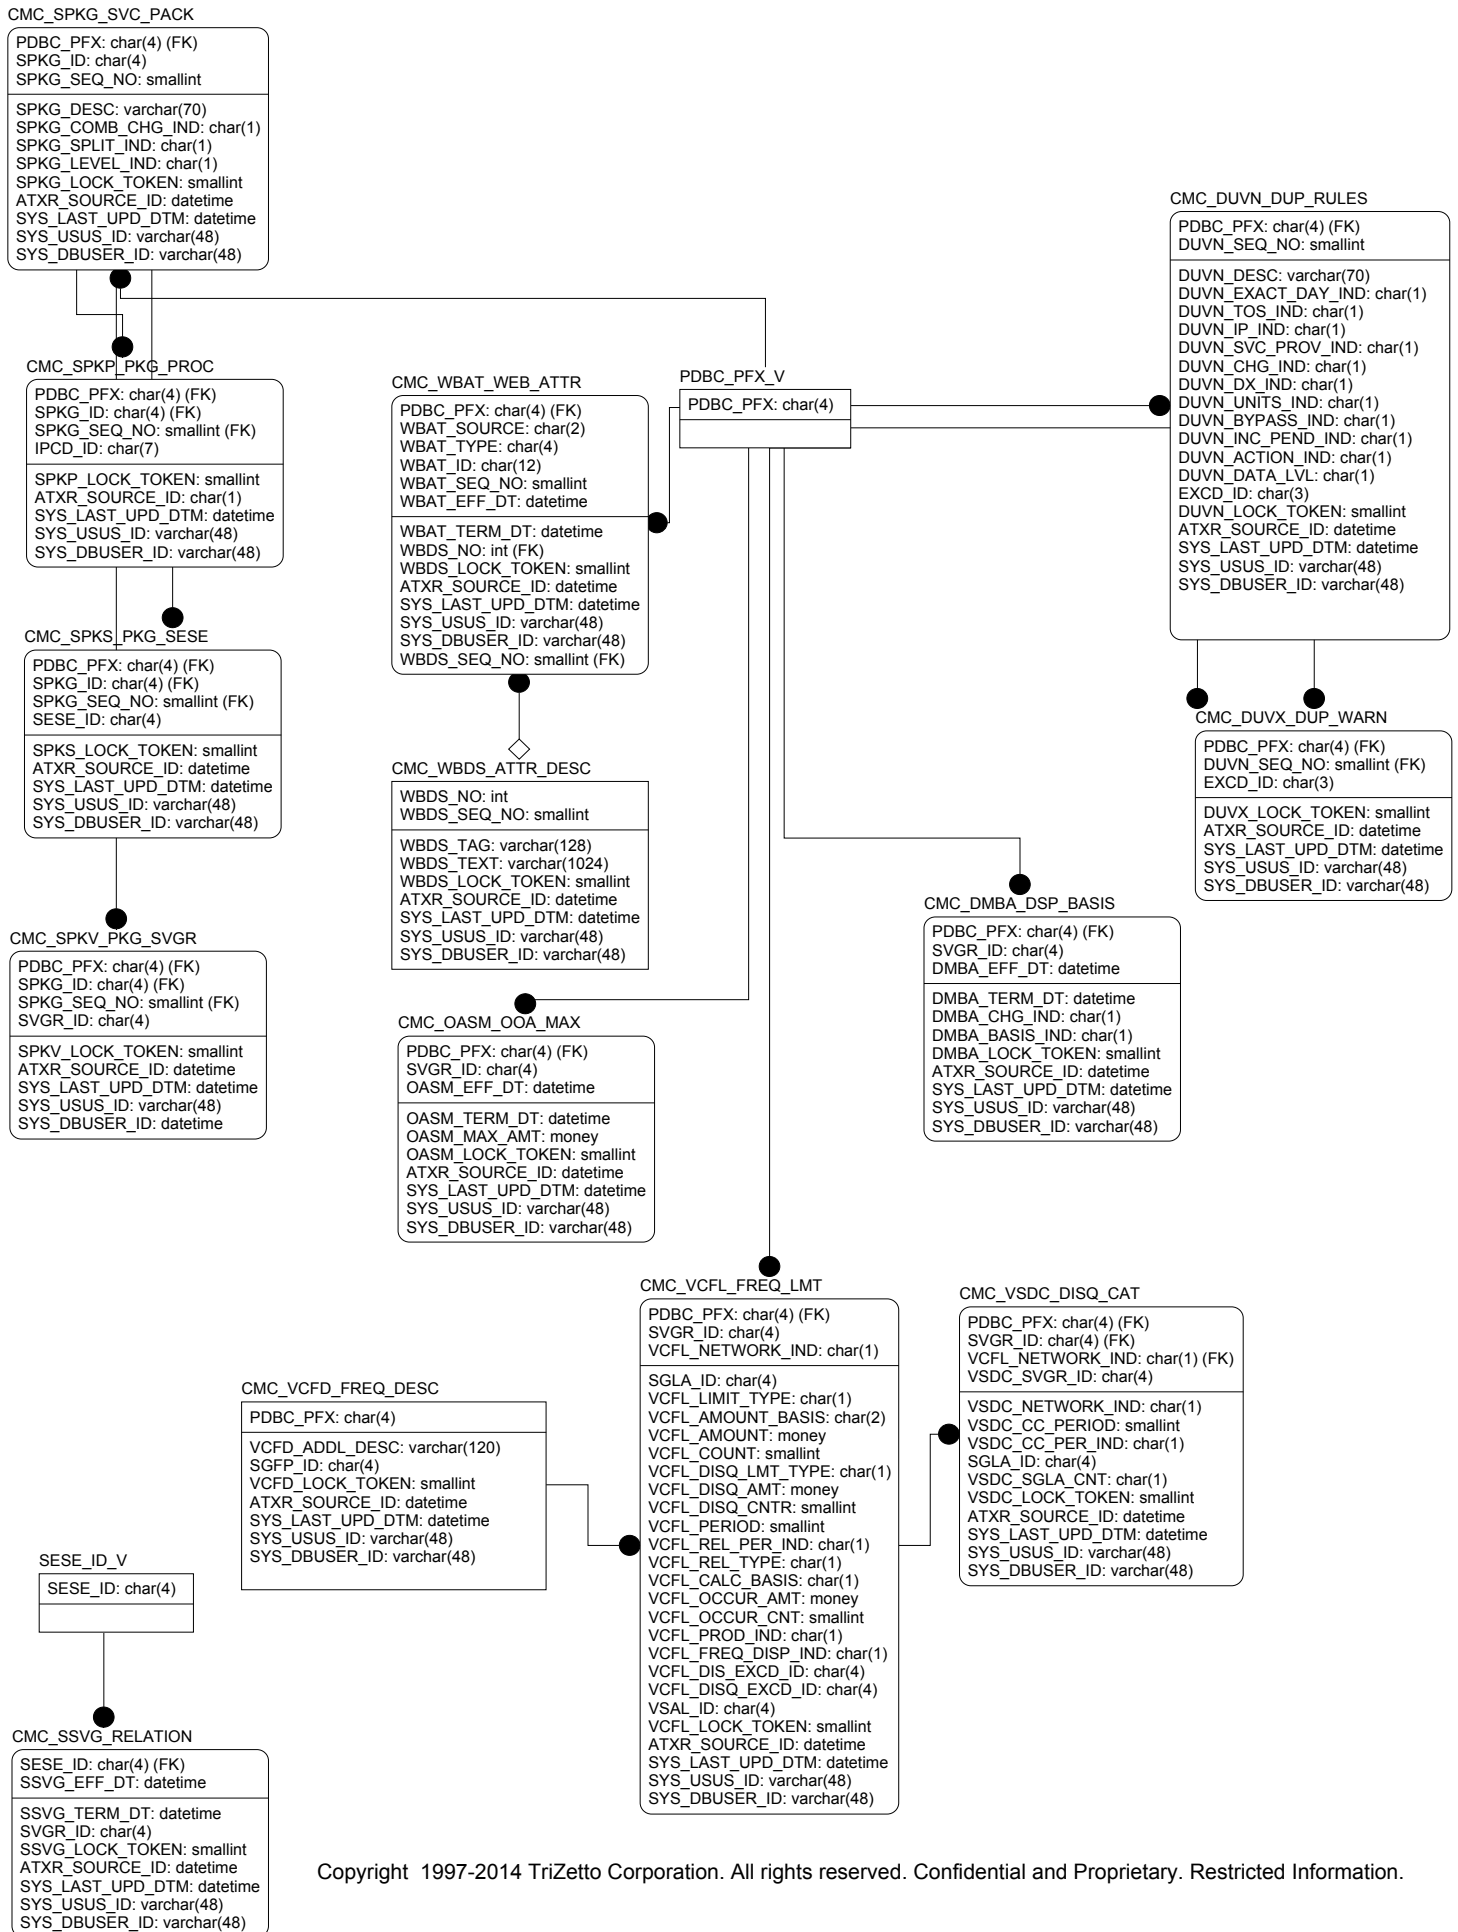 CMC_SPKG_SVC_PACK
PDBC_PFX: char(4) (FK)
SPKG_ID: char(4)
SPKG_SEQ_NO: smallint
SPKG_DESC: varchar(70)
SPKG_COMB_CHG_IND: char(1)
SPKG_SPLIT_IND: char(1)
SPKG_LEVEL_IND: char(1)
SPKG_LOCK_TOKEN: smallint
ATXR_SOURCE_ID: datetime
SYS_LAST_UPD_DTM: datetime
SYS_USUS_ID: varchar(48)
SYS_DBUSER_ID: varchar(48)
CMC_SPKP_PKG_PROC
PDBC_PFX: char(4) (FK)
SPKG_ID: char(4) (FK)
SPKG_SEQ_NO: smallint (FK)
IPCD_ID: char(7)
SPKP_LOCK_TOKEN: smallint
ATXR_SOURCE_ID: char(1)
SYS_LAST_UPD_DTM: datetime
SYS_USUS_ID: varchar(48)
SYS_DBUSER_ID: varchar(48)
CMC_SPKS_PKG_SESE
PDBC_PFX: char(4) (FK)
SPKG_ID: char(4) (FK)
SPKG_SEQ_NO: smallint (FK)
SESE_ID: char(4)
SPKS_LOCK_TOKEN: smallint
ATXR_SOURCE_ID: datetime
SYS_LAST_UPD_DTM: datetime
SYS_USUS_ID: varchar(48)
SYS_DBUSER_ID: varchar(48)
CMC_SPKV_PKG_SVGR
PDBC_PFX: char(4) (FK)
SPKG_ID: char(4) (FK)
SPKG_SEQ_NO: smallint (FK)
SVGR_ID: char(4)
SPKV_LOCK_TOKEN: smallint
ATXR_SOURCE_ID: datetime
SYS_LAST_UPD_DTM: datetime
SYS_USUS_ID: varchar(48)
SYS_DBUSER_ID: datetime
CMC_WBAT_WEB_ATTR
PDBC_PFX: char(4) (FK)
WBAT_SOURCE: char(2)
WBAT_TYPE: char(4)
WBAT_ID: char(12)
WBAT_SEQ_NO: smallint
WBAT_EFF_DT: datetime
WBAT_TERM_DT: datetime
WBDS_NO: int (FK)
WBDS_LOCK_TOKEN: smallint
ATXR_SOURCE_ID: datetime
SYS_LAST_UPD_DTM: datetime
SYS_USUS_ID: varchar(48)
SYS_DBUSER_ID: varchar(48)
WBDS_SEQ_NO: smallint (FK)
CMC_WBDS_ATTR_DESC
WBDS_NO: int
WBDS_SEQ_NO: smallint
WBDS_TAG: varchar(128)
WBDS_TEXT: varchar(1024)
WBDS_LOCK_TOKEN: smallint
ATXR_SOURCE_ID: datetime
SYS_LAST_UPD_DTM: datetime
SYS_USUS_ID: varchar(48)
SYS_DBUSER_ID: varchar(48)
CMC_OASM_OOA_MAX
PDBC_PFX: char(4) (FK)
SVGR_ID: char(4)
OASM_EFF_DT: datetime
OASM_TERM_DT: datetime
OASM_MAX_AMT: money
OASM_LOCK_TOKEN: smallint
ATXR_SOURCE_ID: datetime
SYS_LAST_UPD_DTM: datetime
SYS_USUS_ID: varchar(48)
SYS_DBUSER_ID: varchar(48)
PDBC_PFX_V
PDBC_PFX: char(4)
CMC_DUVN_DUP_RULES
PDBC_PFX: char(4) (FK)
DUVN_SEQ_NO: smallint
DUVN_DESC: varchar(70)
DUVN_EXACT_DAY_IND: char(1)
DUVN_TOS_IND: char(1)
DUVN_IP_IND: char(1)
DUVN_SVC_PROV_IND: char(1)
DUVN_CHG_IND: char(1)
DUVN_DX_IND: char(1)
DUVN_UNITS_IND: char(1)
DUVN_BYPASS_IND: char(1)
DUVN_INC_PEND_IND: char(1)
DUVN_ACTION_IND: char(1)
DUVN_DATA_LVL: char(1)
EXCD_ID: char(3)
DUVN_LOCK_TOKEN: smallint
ATXR_SOURCE_ID: datetime
SYS_LAST_UPD_DTM: datetime
SYS_USUS_ID: varchar(48)
SYS_DBUSER_ID: varchar(48)
CMC_DUVX_DUP_WARN
PDBC_PFX: char(4) (FK)
DUVN_SEQ_NO: smallint (FK)
EXCD_ID: char(3)
DUVX_LOCK_TOKEN: smallint
ATXR_SOURCE_ID: datetime
SYS_LAST_UPD_DTM: datetime
SYS_USUS_ID: varchar(48)
SYS_DBUSER_ID: varchar(48)
CMC_DMBA_DSP_BASIS
PDBC_PFX: char(4) (FK)
SVGR_ID: char(4)
DMBA_EFF_DT: datetime
DMBA_TERM_DT: datetime
DMBA_CHG_IND: char(1)
DMBA_BASIS_IND: char(1)
DMBA_LOCK_TOKEN: smallint
ATXR_SOURCE_ID: datetime
SYS_LAST_UPD_DTM: datetime
SYS_USUS_ID: varchar(48)
SYS_DBUSER_ID: varchar(48)
CMC_VCFL_FREQ_LMT
PDBC_PFX: char(4) (FK)
SVGR_ID: char(4)
VCFL_NETWORK_IND: char(1)
SGLA_ID: char(4)
VCFL_LIMIT_TYPE: char(1)
VCFL_AMOUNT_BASIS: char(2)
VCFL_AMOUNT: money
VCFL_COUNT: smallint
VCFL_DISQ_LMT_TYPE: char(1)
VCFL_DISQ_AMT: money
VCFL_DISQ_CNTR: smallint
VCFL_PERIOD: smallint
VCFL_REL_PER_IND: char(1)
VCFL_REL_TYPE: char(1)
VCFL_CALC_BASIS: char(1)
VCFL_OCCUR_AMT: money
VCFL_OCCUR_CNT: smallint
VCFL_PROD_IND: char(1)
VCFL_FREQ_DISP_IND: char(1)
VCFL_DIS_EXCD_ID: char(4)
VCFL_DISQ_EXCD_ID: char(4)
VSAL_ID: char(4)
VCFL_LOCK_TOKEN: smallint
ATXR_SOURCE_ID: datetime
SYS_LAST_UPD_DTM: datetime
SYS_USUS_ID: varchar(48)
SYS_DBUSER_ID: varchar(48)
CMC_VSDC_DISQ_CAT
PDBC_PFX: char(4) (FK)
SVGR_ID: char(4) (FK)
VCFL_NETWORK_IND: char(1) (FK)
VSDC_SVGR_ID: char(4)
VSDC_NETWORK_IND: char(1)
VSDC_CC_PERIOD: smallint
VSDC_CC_PER_IND: char(1)
SGLA_ID: char(4)
VSDC_SGLA_CNT: char(1)
VSDC_LOCK_TOKEN: smallint
ATXR_SOURCE_ID: datetime
SYS_LAST_UPD_DTM: datetime
SYS_USUS_ID: varchar(48)
SYS_DBUSER_ID: varchar(48)
CMC_VCFD_FREQ_DESC
PDBC_PFX: char(4)
VCFD_ADDL_DESC: varchar(120)
SGFP_ID: char(4)
VCFD_LOCK_TOKEN: smallint
ATXR_SOURCE_ID: datetime
SYS_LAST_UPD_DTM: datetime
SYS_USUS_ID: varchar(48)
SYS_DBUSER_ID: varchar(48)
SESE_ID_V
SESE_ID: char(4)
CMC_SSVG_RELATION
SESE_ID: char(4) (FK)
SSVG_EFF_DT: datetime
SSVG_TERM_DT: datetime
SVGR_ID: char(4)
SSVG_LOCK_TOKEN: smallint
ATXR_SOURCE_ID: datetime
SYS_LAST_UPD_DTM: datetime
SYS_USUS_ID: varchar(48)
SYS_DBUSER_ID: varchar(48)
Copyright 1997-2014 TriZetto Corporation. All rights reserved. Confidential and Proprietary. Restricted Information.